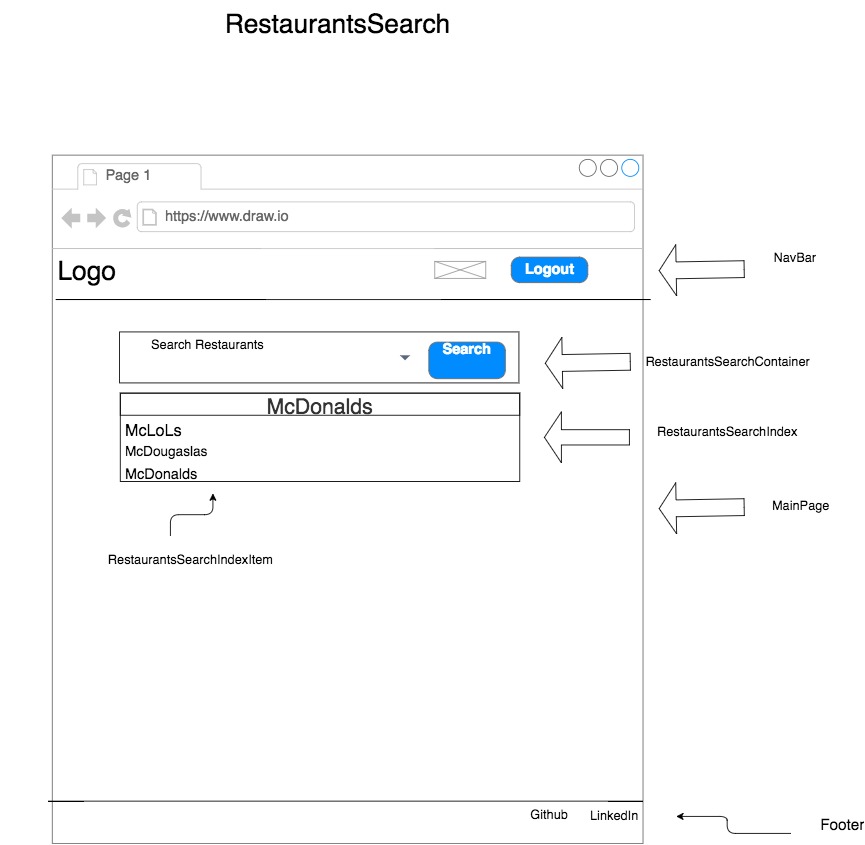 RestaurantsSearch
Page 1
https://www.draw.io
Logo
Logout
NavBar
Search Restaurants
Search
RestaurantsSearchContainer
McDonalds
McLoLs
McDougaslas
McDonalds
RestaurantsSearchIndex
MainPage
RestaurantsSearchIndexItem
Github
LinkedIn
Footer